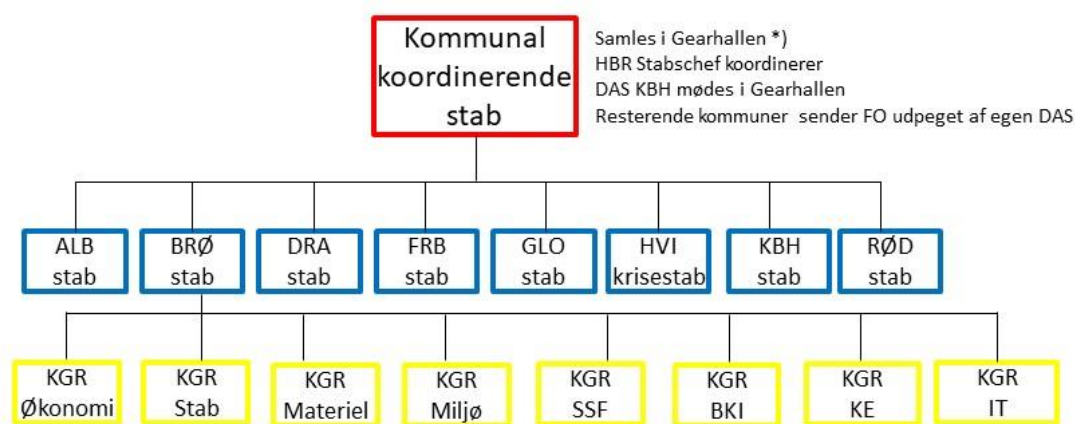 Kommunal
koordinerende
stab
Samles i Gearhallen *)
HBR Stabschef koordinerer
DAS KBH mødes i Gearhallen
Resterende kommuner sender FO udpeget af egen DAS
ALB
stab
BRØ
stab
DRA
stab
FRB
stab
GLO
stab
HVI
krisestab
KBH
stab
RØD
stab
KGR
Økonomi
KGR
Stab
KGR
Materiel
KGR
Miljø
KGR
SSF
KGR
BKI
KGR
KE
KGR
IT